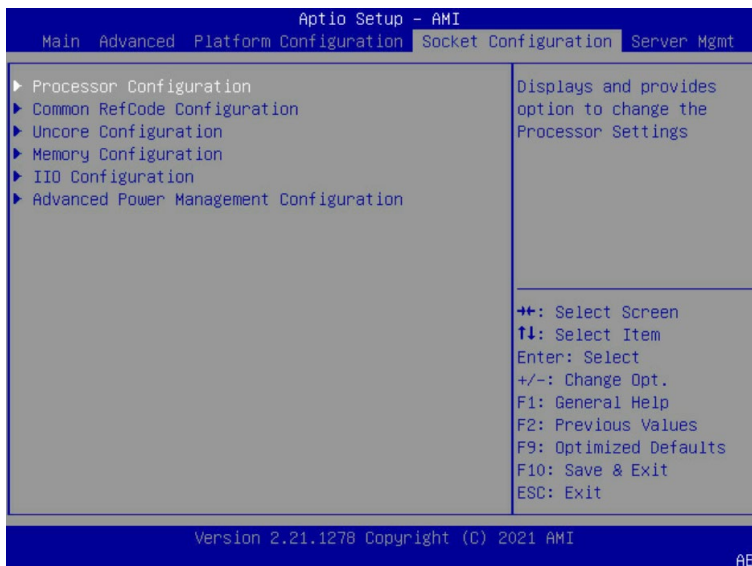 Aptio Setup – AMI
Main Advanced Platform Configuration Socket Configuration Server Mgmt
▶ Processor Configuration
▶ Common RefCode Configuration
▶ Uncore Configuration
▶ Memory Configuration
▶ IIO Configuration
▶ Advanced Power Management Configuration
Displays and provides
option to change the
Processor Settings
→←: Select Screen
↑↓: Select Item
Enter: Select
+/-: Change Opt.
F1: General Help
F2: Previous Values
F9: Optimized Defaults
F10: Save & Exit
ESC: Exit
Version 2.21.1278 Copyright (C) 2021 AMI